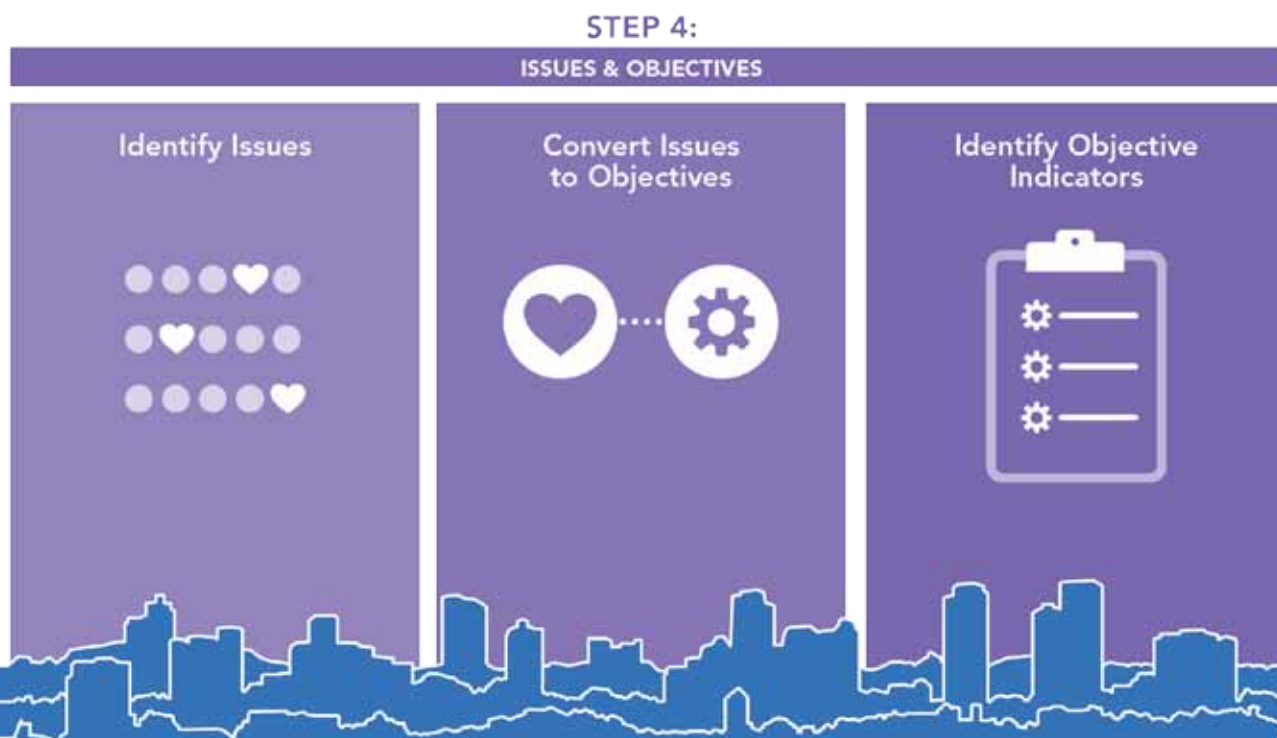 STEP 4:
ISSUES & OBJECTIVES
Identify Issues
Convert Issues
to Objectives
Identify Objective
Indicators